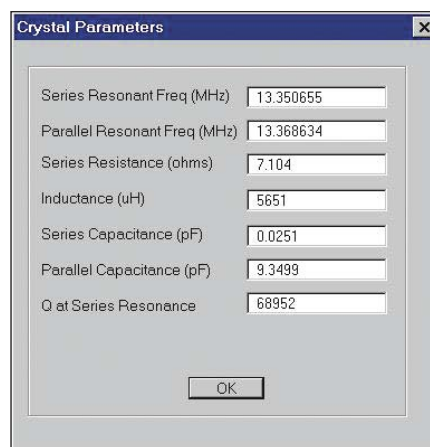 Crystal Parameters
Series Resonant Freq (MHz) 13.350655
Parallel Resonant Freq (MHz) 13.368634
Series Resistance (ohms) 7.104
Inductance (uH) 5651
Series Capacitance (pF) 0.0251
Parallel Capacitance (pF) 9.3499
Q at Series Resonance 68952
OK